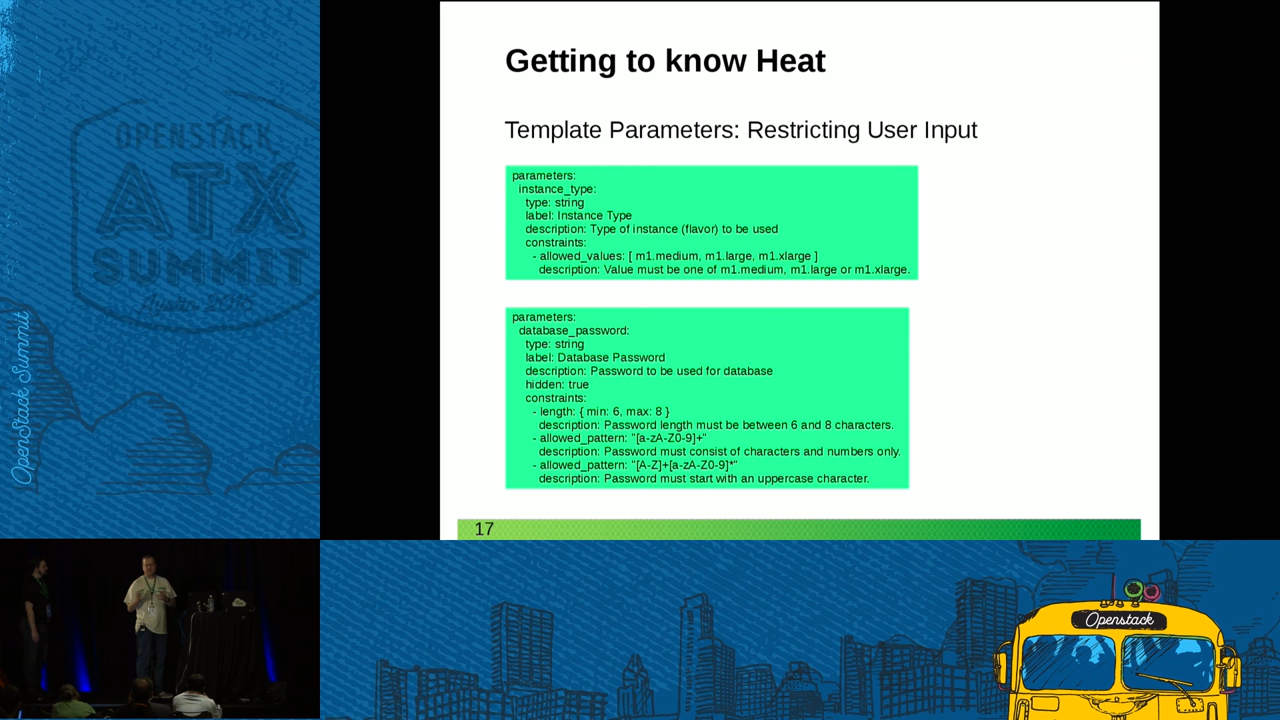 OPENSTACK
ATX
SUMMIT
Austin 2016
OpenStack Summit
Getting to know Heat
Template Parameters: Restricting User Input
parameters:
instance_type:
type: string
label: Instance Type
description: Type of instance (flavor) to be used
constraints:
- allowed_values: [ m1.medium, m1.large, m1.xlarge ]
description: Value must be one of m1.medium, m1.large or m1.xlarge.
parameters:
database_password:
type: string
label: Database Password
description: Password to be used for database
hidden: true
constraints:
- length: { min: 6, max: 8 }
description: Password length must be between 6 and 8 characters.
- allowed_pattern: "[a-zA-Z0-9]+"
description: Password must consist of characters and numbers only.
- allowed_pattern: "[A-Z]+[a-zA-Z0-9]*"
description: Password must start with an uppercase character.
17
Openstack